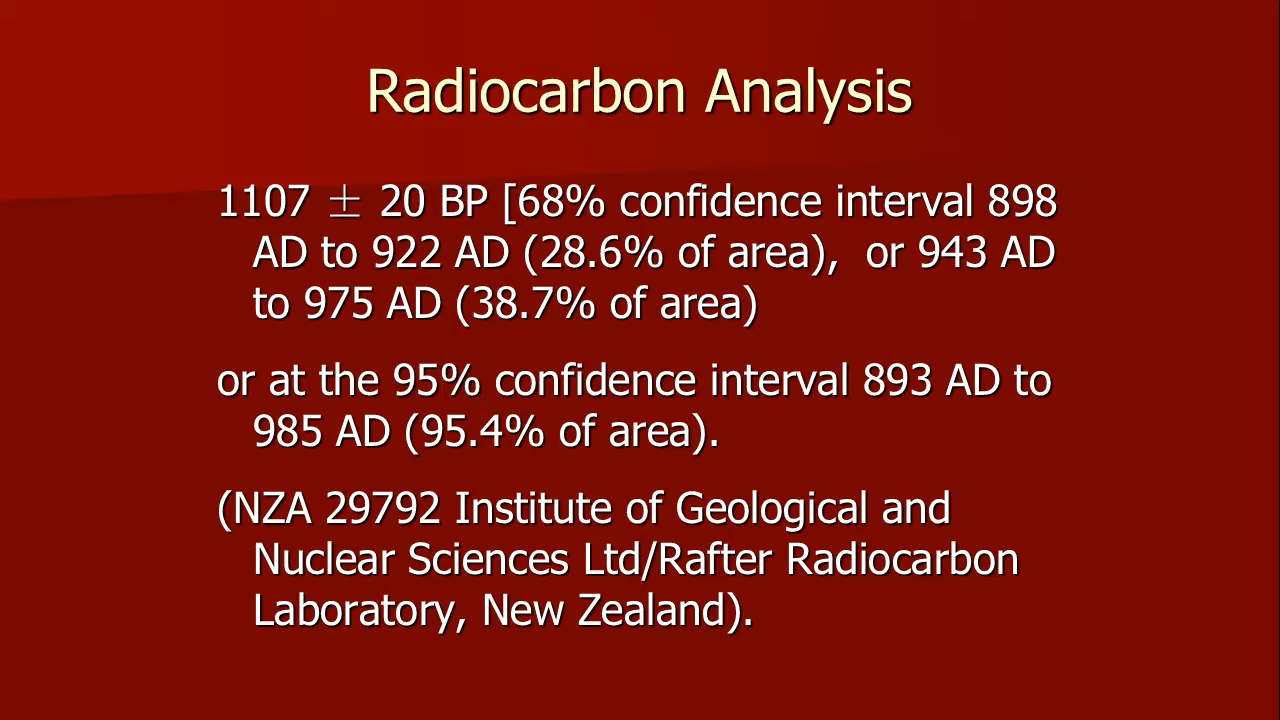 Radiocarbon Analysis
1107 ± 20 BP [68% confidence interval 898
AD to 922 AD (28.6% of area),  or 943 AD
to 975 AD (38.7% of area)
or at the 95% confidence interval 893 AD to
985 AD (95.4% of area).
(NZA 29792 Institute of Geological and
Nuclear Sciences Ltd/Rafter Radiocarbon
Laboratory, New Zealand).